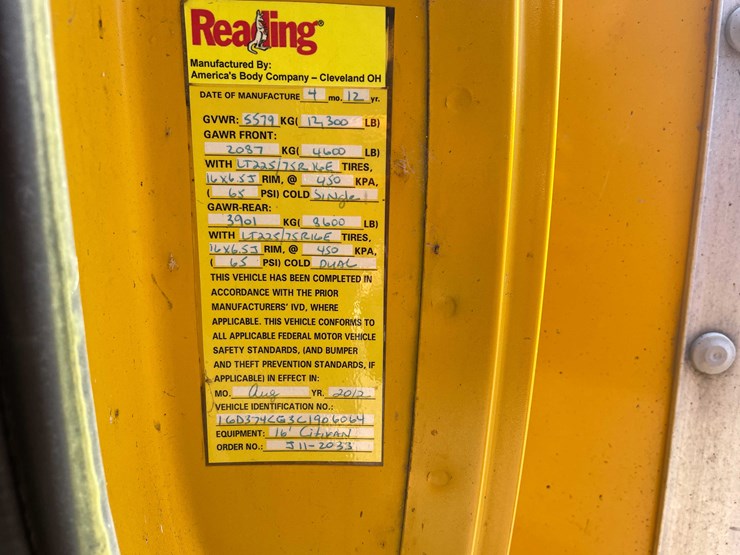 Reading®
Manufactured By:
America's Body Company – Cleveland OH
DATE OF MANUFACTURE 4 mo. 12 yr.
GVWR: 5579 KG( 12,300 LB)
GAWR FRONT:
2087 KG( 4600 LB)
WITH LT225/75R16E TIRES,
16X6.5J RIM, @ 450 KPA,
( 65 PSI) COLD Single
GAWR-REAR:
3901 KG( 8600 LB)
WITH LT225/75R16E TIRES,
16X6.5J RIM, @ 450 KPA,
( 65 PSI) COLD DUAL
THIS VEHICLE HAS BEEN COMPLETED IN
ACCORDANCE WITH THE PRIOR
MANUFACTURERS' IVD, WHERE
APPLICABLE. THIS VEHICLE CONFORMS TO
ALL APPLICABLE FEDERAL MOTOR VEHICLE
SAFETY STANDARDS, (AND BUMPER
AND THEFT PREVENTION STANDARDS, IF
APPLICABLE) IN EFFECT IN:
MO. Aug YR. 2012
VEHICLE IDENTIFICATION NO.:
1GD374CG3C1906064
EQUIPMENT: 16' CitiVAN
ORDER NO.: J11-2033